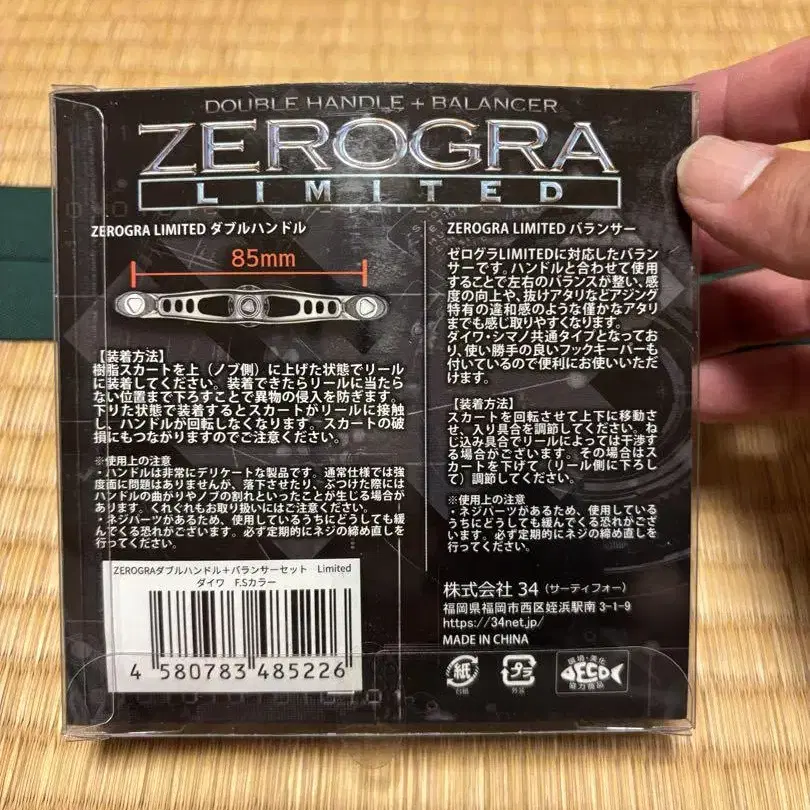 DOUBLE HANDLE + BALANCER
ZEROGRA
LIMITED
ZEROGRA LIMITED ダブルハンドル
85mm
【装着方法】
樹脂スカートを上（ノブ側）に上げた状態でリール
に装着してください。装着できたらリールに当たら
ない位置まで下ろすことで異物の侵入を防ぎます。
下りた状態で装着するとスカートがリールに接触
し、ハンドルが回転しなくなります。スカートの破
損にもつながりますのでご注意ください。
※使用上の注意
・ハンドルは非常にデリケートな製品です。通常仕様では強
度面に問題はありませんが、落下させたり、ぶつけた際には
ハンドルの曲がりやノブの割れといったことが生じる場合が
あります。くれぐれもお取り扱いにはご注意ください。
・ネジパーツがあるため、使用しているうちにどうしても緩
んでくる恐れがございます。必ず定期的にネジの締め直しを
行ってください。
ZEROGRA LIMITED バランサー
ゼログラLIMITEDに対応したバラン
サーです。ハンドルと合わせて使用
することで左右のバランスが整い、感
度の向上や、抜けアタリなどアジング
特有の違和感のような僅かなアタリ
までも感じ取りやすくなります。
ダイワ・シマノ共通タイプとなってお
り、使い勝手の良いフックキーパーも
付いているので便利にお使いいただ
けます。
【装着方法】
スカートを回転させて上下に移動さ
せ、入り具合を調節してください。ね
じ込み具合でリールによっては干渉す
る場合がございます。その場合はス
カートを下げて（リール側に下ろし
て）調節してください。
※使用上の注意
・ネジパーツがあるため、使用している
うちにどうしても緩んでくる恐れがござ
います。必ず定期的にネジの締め直し
を行ってください。
ZEROGRAダブルハンドル＋バランサーセット Limited
ダイワ F.Sカラー
4 580783 485226
株式会社 34（サーティフォー）
福岡県福岡市西区姪浜駅南 3-1-9
https://34net.jp/
MADE IN CHINA
紙
台紙
プラ
外装
環境・美化
ECO
協力商品